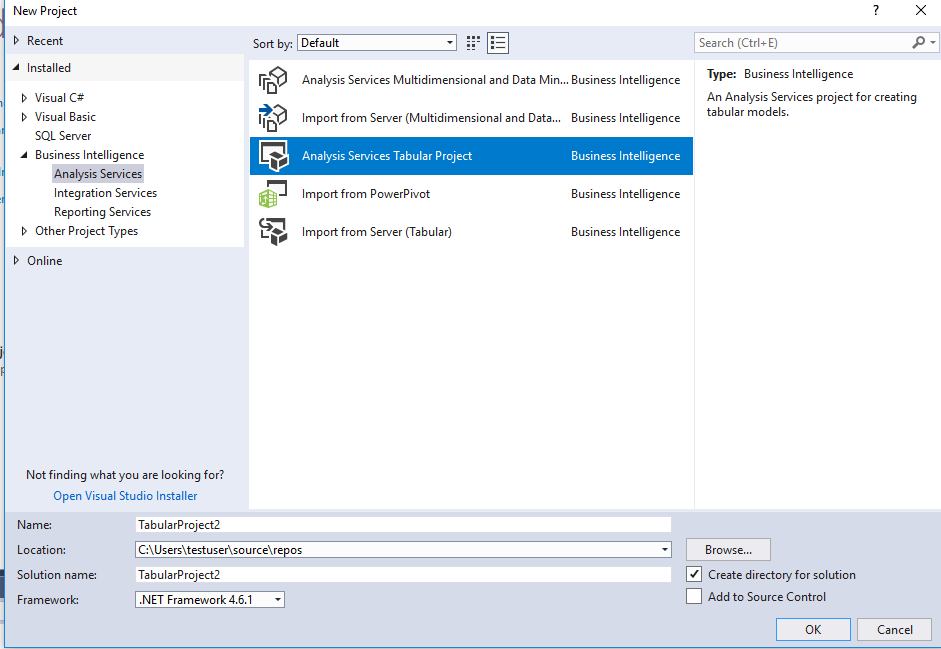 New Project
?
Recent
Installed
Visual C#
Visual Basic
SQL Server
Business Intelligence
Analysis Services
Integration Services
Reporting Services
Other Project Types
Online
Not finding what you are looking for?
Open Visual Studio Installer
Sort by: Default
Analysis Services Multidimensional and Data Min... Business Intelligence
Import from Server (Multidimensional and Data... Business Intelligence
Analysis Services Tabular Project Business Intelligence
Import from PowerPivot Business Intelligence
Import from Server (Tabular) Business Intelligence
Search (Ctrl+E)
Type: Business Intelligence
An Analysis Services project for creating
tabular models.
Name: TabularProject2
Location: C:\Users\testuser\source\repos
Browse...
Solution name: TabularProject2
Create directory for solution
Framework: .NET Framework 4.6.1
Add to Source Control
OK Cancel